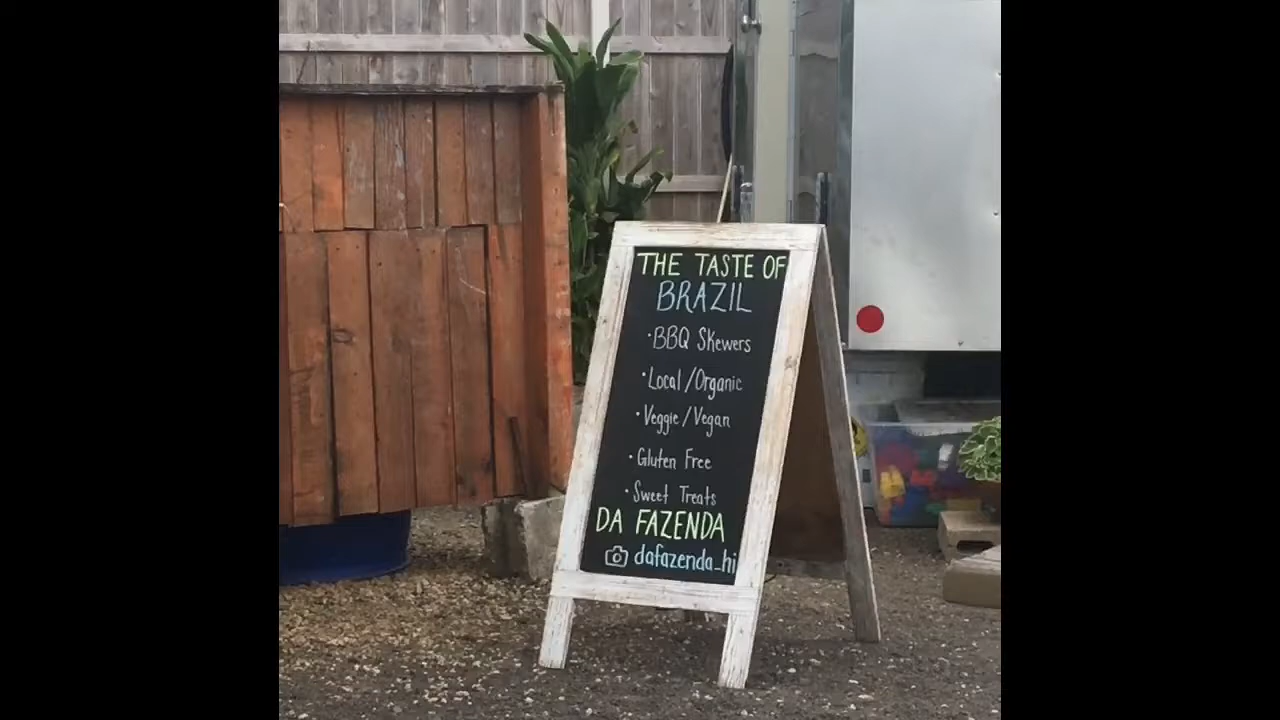 THE TASTE OF
BRAZIL
·BBQ Skewers
·Local/Organic
·Veggie/Vegan
·Gluten Free
·Sweet Treats
DA FAZENDA
dafazenda_hi